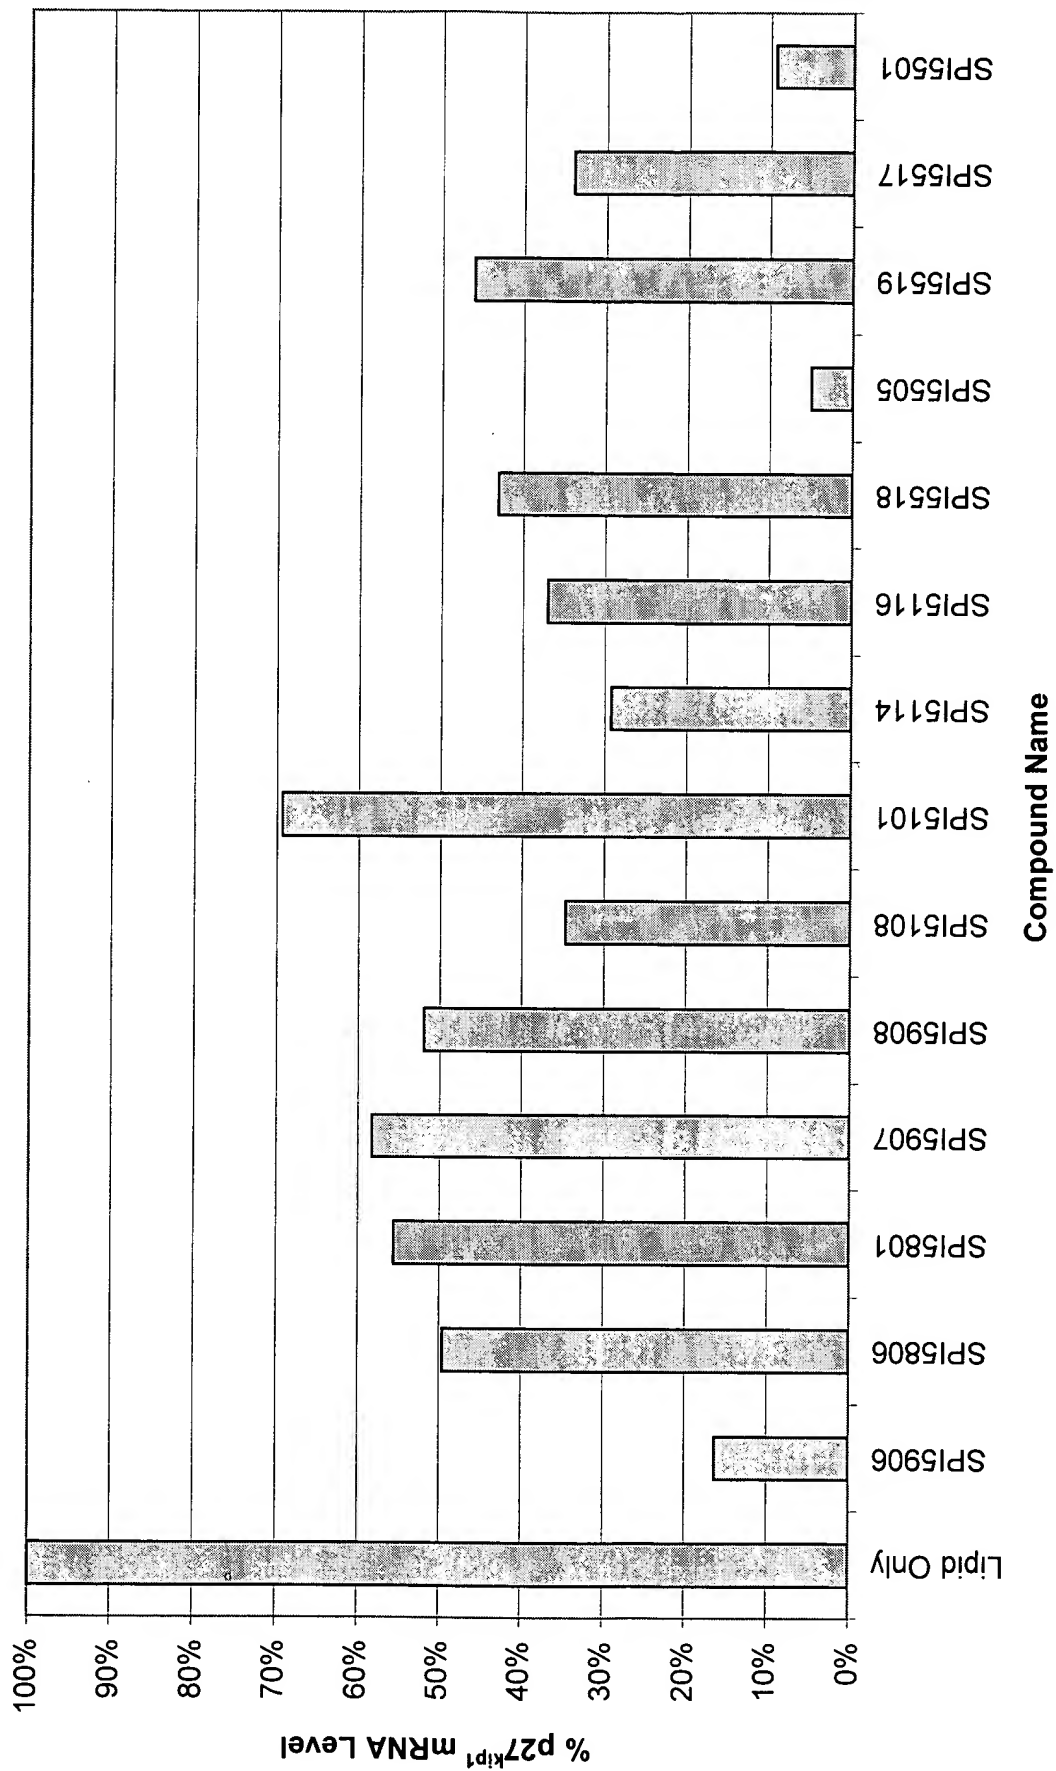 % p27kip1 mRNA Level
100%
90%
80%
70%
60%
50%
40%
30%
20%
10%
0%
Lipid Only
SPI5906
SPI5806
SPI5801
SPI5907
SPI5908
SPI5108
SPI5101
SPI5114
SPI5116
SPI5518
SPI5505
SPI5519
SPI5517
SPI5501
Compound Name